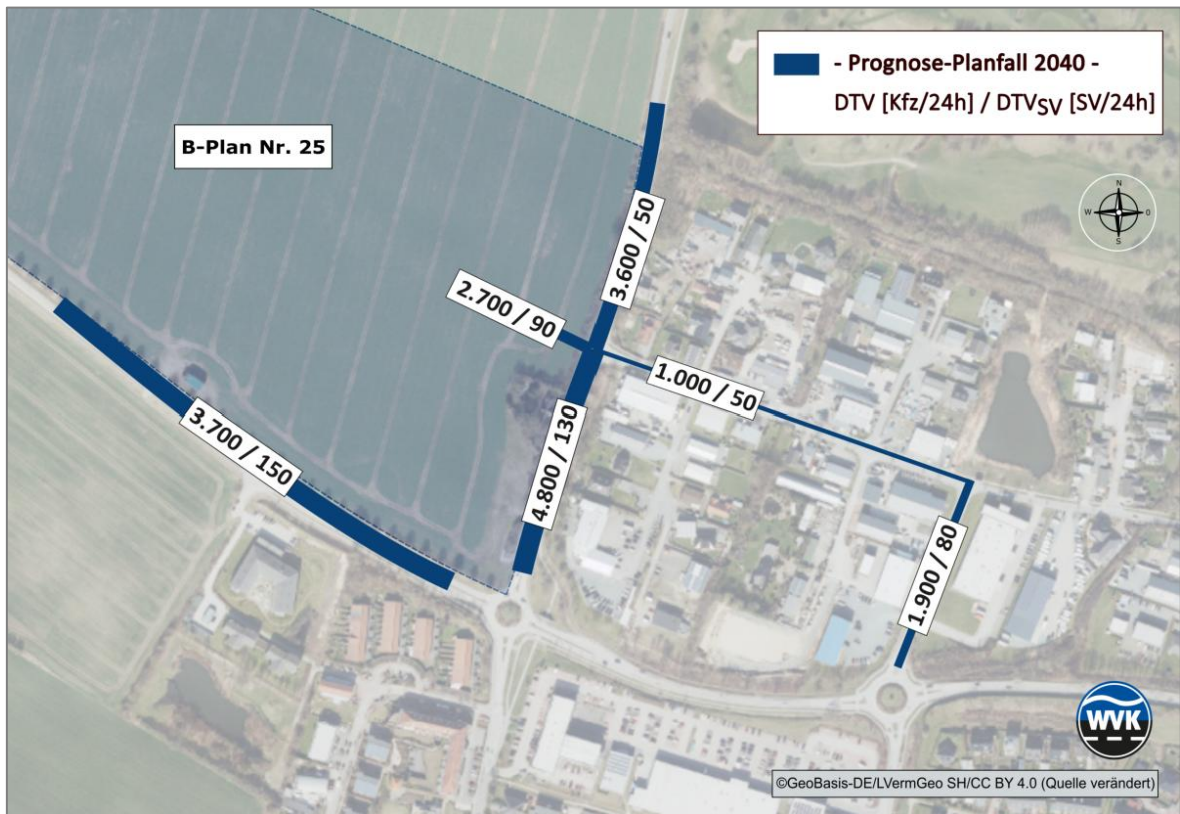 - Prognose-Planfall 2040 -
DTV [Kfz/24h] / DTVSV [SV/24h]
B-Plan Nr. 25
N
W O
S
3.600 / 50
2.700 / 90
1.000 / 50
3.700 / 150
4.800 / 130
1.900 / 80
WVK
©GeoBasis-DE/LVermGeo SH/CC BY 4.0 (Quelle verändert)